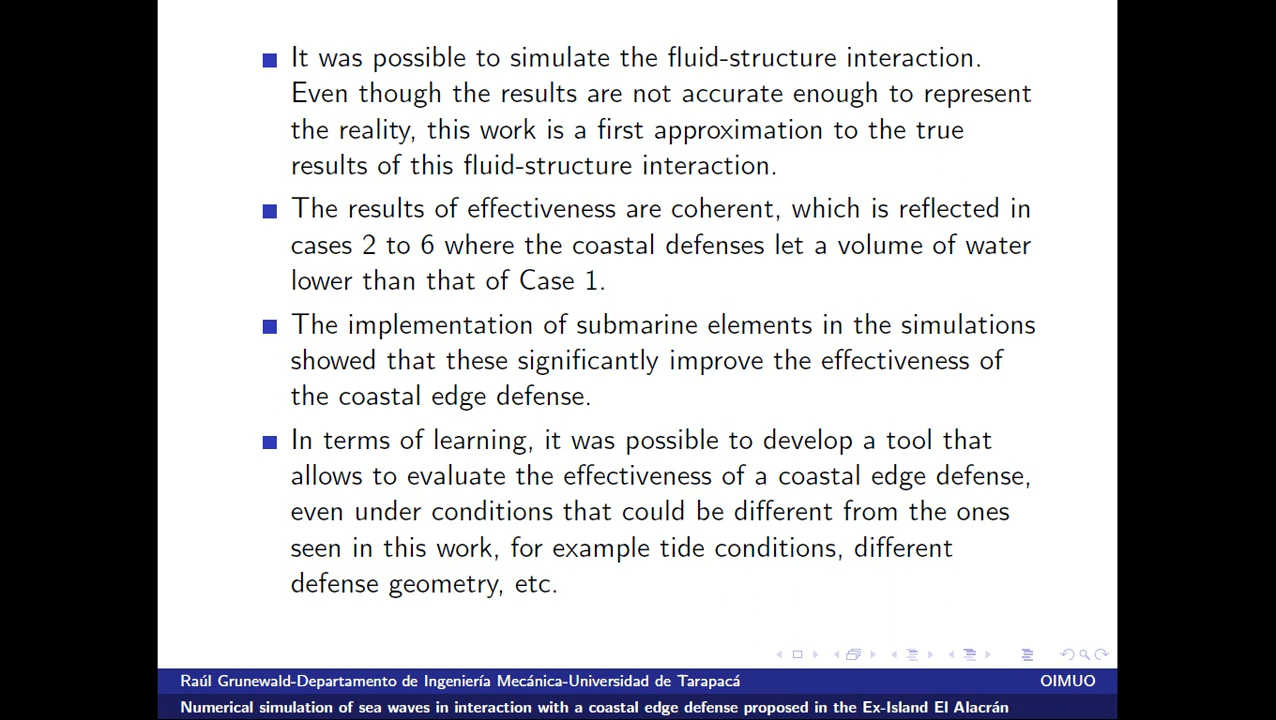 It was possible to simulate the fluid-structure interaction.
Even though the results are not accurate enough to represent
the reality, this work is a first approximation to the true
results of this fluid-structure interaction.
The results of effectiveness are coherent, which is reflected in
cases 2 to 6 where the coastal defenses let a volume of water
lower than that of Case 1.
The implementation of submarine elements in the simulations
showed that these significantly improve the effectiveness of
the coastal edge defense.
In terms of learning, it was possible to develop a tool that
allows to evaluate the effectiveness of a coastal edge defense,
even under conditions that could be different from the ones
seen in this work, for example tide conditions, different
defense geometry, etc.
Raúl Grunewald-Departamento de Ingeniería Mecánica-Universidad de Tarapacá OIMUO
Numerical simulation of sea waves in interaction with a coastal edge defense proposed in the Ex-Island El Alacrán